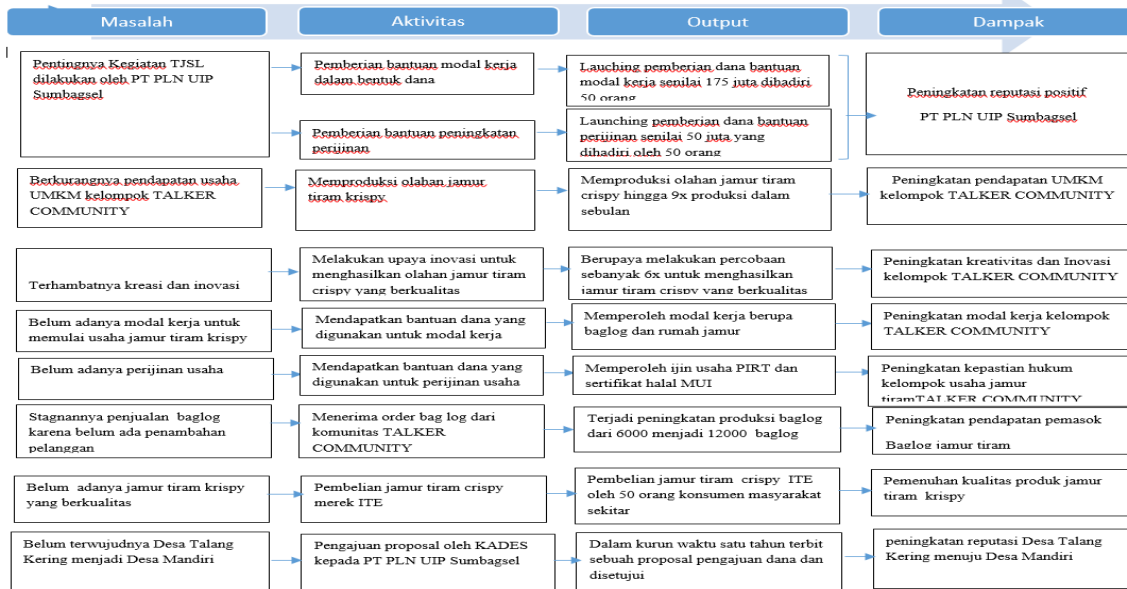 Masalah
Aktivitas
Output
Dampak
Pentingnya Kegiatan TJSL
dilakukan oleh PT PLN UIP
Sumbagsel
Pemberian bantuan modal kerja
dalam bentuk dana
Lauching pemberian dana bantuan
modal kerja senilai 175 juta dihadiri
50 orang
Peningkatan reputasi positif
PT PLN UIP Sumbagsel
Pemberian bantuan peningkatan
perijinan
Launching pemberian dana bantuan
perijinan senilai 50 juta yang
dihadiri oleh 50 orang
Berkurangnya pendapatan usaha
UMKM kelompok TALKER
COMMUNITY
Memproduksi olahan jamur
tiram krispy
Memproduksi olahan jamur tiram
crispy hingga 9x produksi dalam
sebulan
Peningkatan pendapatan UMKM
kelompok TALKER COMMUNITY
Terhambatnya kreasi dan inovasi
Melakukan upaya inovasi untuk
menghasilkan olahan jamur tiram
crispy yang berkualitas
Berupaya melakukan percobaan
sebanyak 6x untuk menghasilkan
jamur tiram crispy yang berkualitas
Peningkatan kreativitas dan Inovasi
kelompok TALKER COMMUNITY
Belum adanya modal kerja untuk
memulai usaha jamur tiram krispy
Mendapatkan bantuan dana yang
digunakan untuk modal kerja
Memperoleh modal kerja berupa
baglog dan rumah jamur
Peningkatan modal kerja kelompok
TALKER COMMUNITY
Belum adanya perijinan usaha
Mendapatkan bantuan dana yang
digunakan untuk perijinan usaha
Memperoleh ijin usaha PIRT dan
sertifikat halal MUI
Peningkatan kepastian hukum
kelompok usaha jamur
tiramTALKER COMMUNITY
Stagnannya penjualan baglog
karena belum ada penambahan
pelanggan
Menerima order bag log dari
komunitas TALKER
COMMUNITY
Terjadi peningkatan produksi baglog
dari 6000 menjadi 12000 baglog
Peningkatan pendapatan pemasok
Baglog jamur tiram
Belum adanya jamur tiram krispy
yang berkualitas
Pembelian jamur tiram crispy
merek ITE
Pembelian jamur tiram crispy ITE
oleh 50 orang konsumen masyarakat
sekitar
Pemenuhan kualitas produk jamur
tiram krispy
Belum terwujudnya Desa Talang
Kering menjadi Desa Mandiri
Pengajuan proposal oleh KADES
kepada PT PLN UIP Sumbagsel
Dalam kurun waktu satu tahun terbit
sebuah proposal pengajuan dana dan
disetujui
peningkatan reputasi Desa Talang
Kering menuju Desa Mandiri